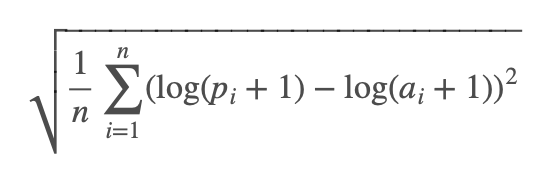 √(1/n ∑_{i=1}^{n} (log(p_i + 1) − log(a_i + 1))²)